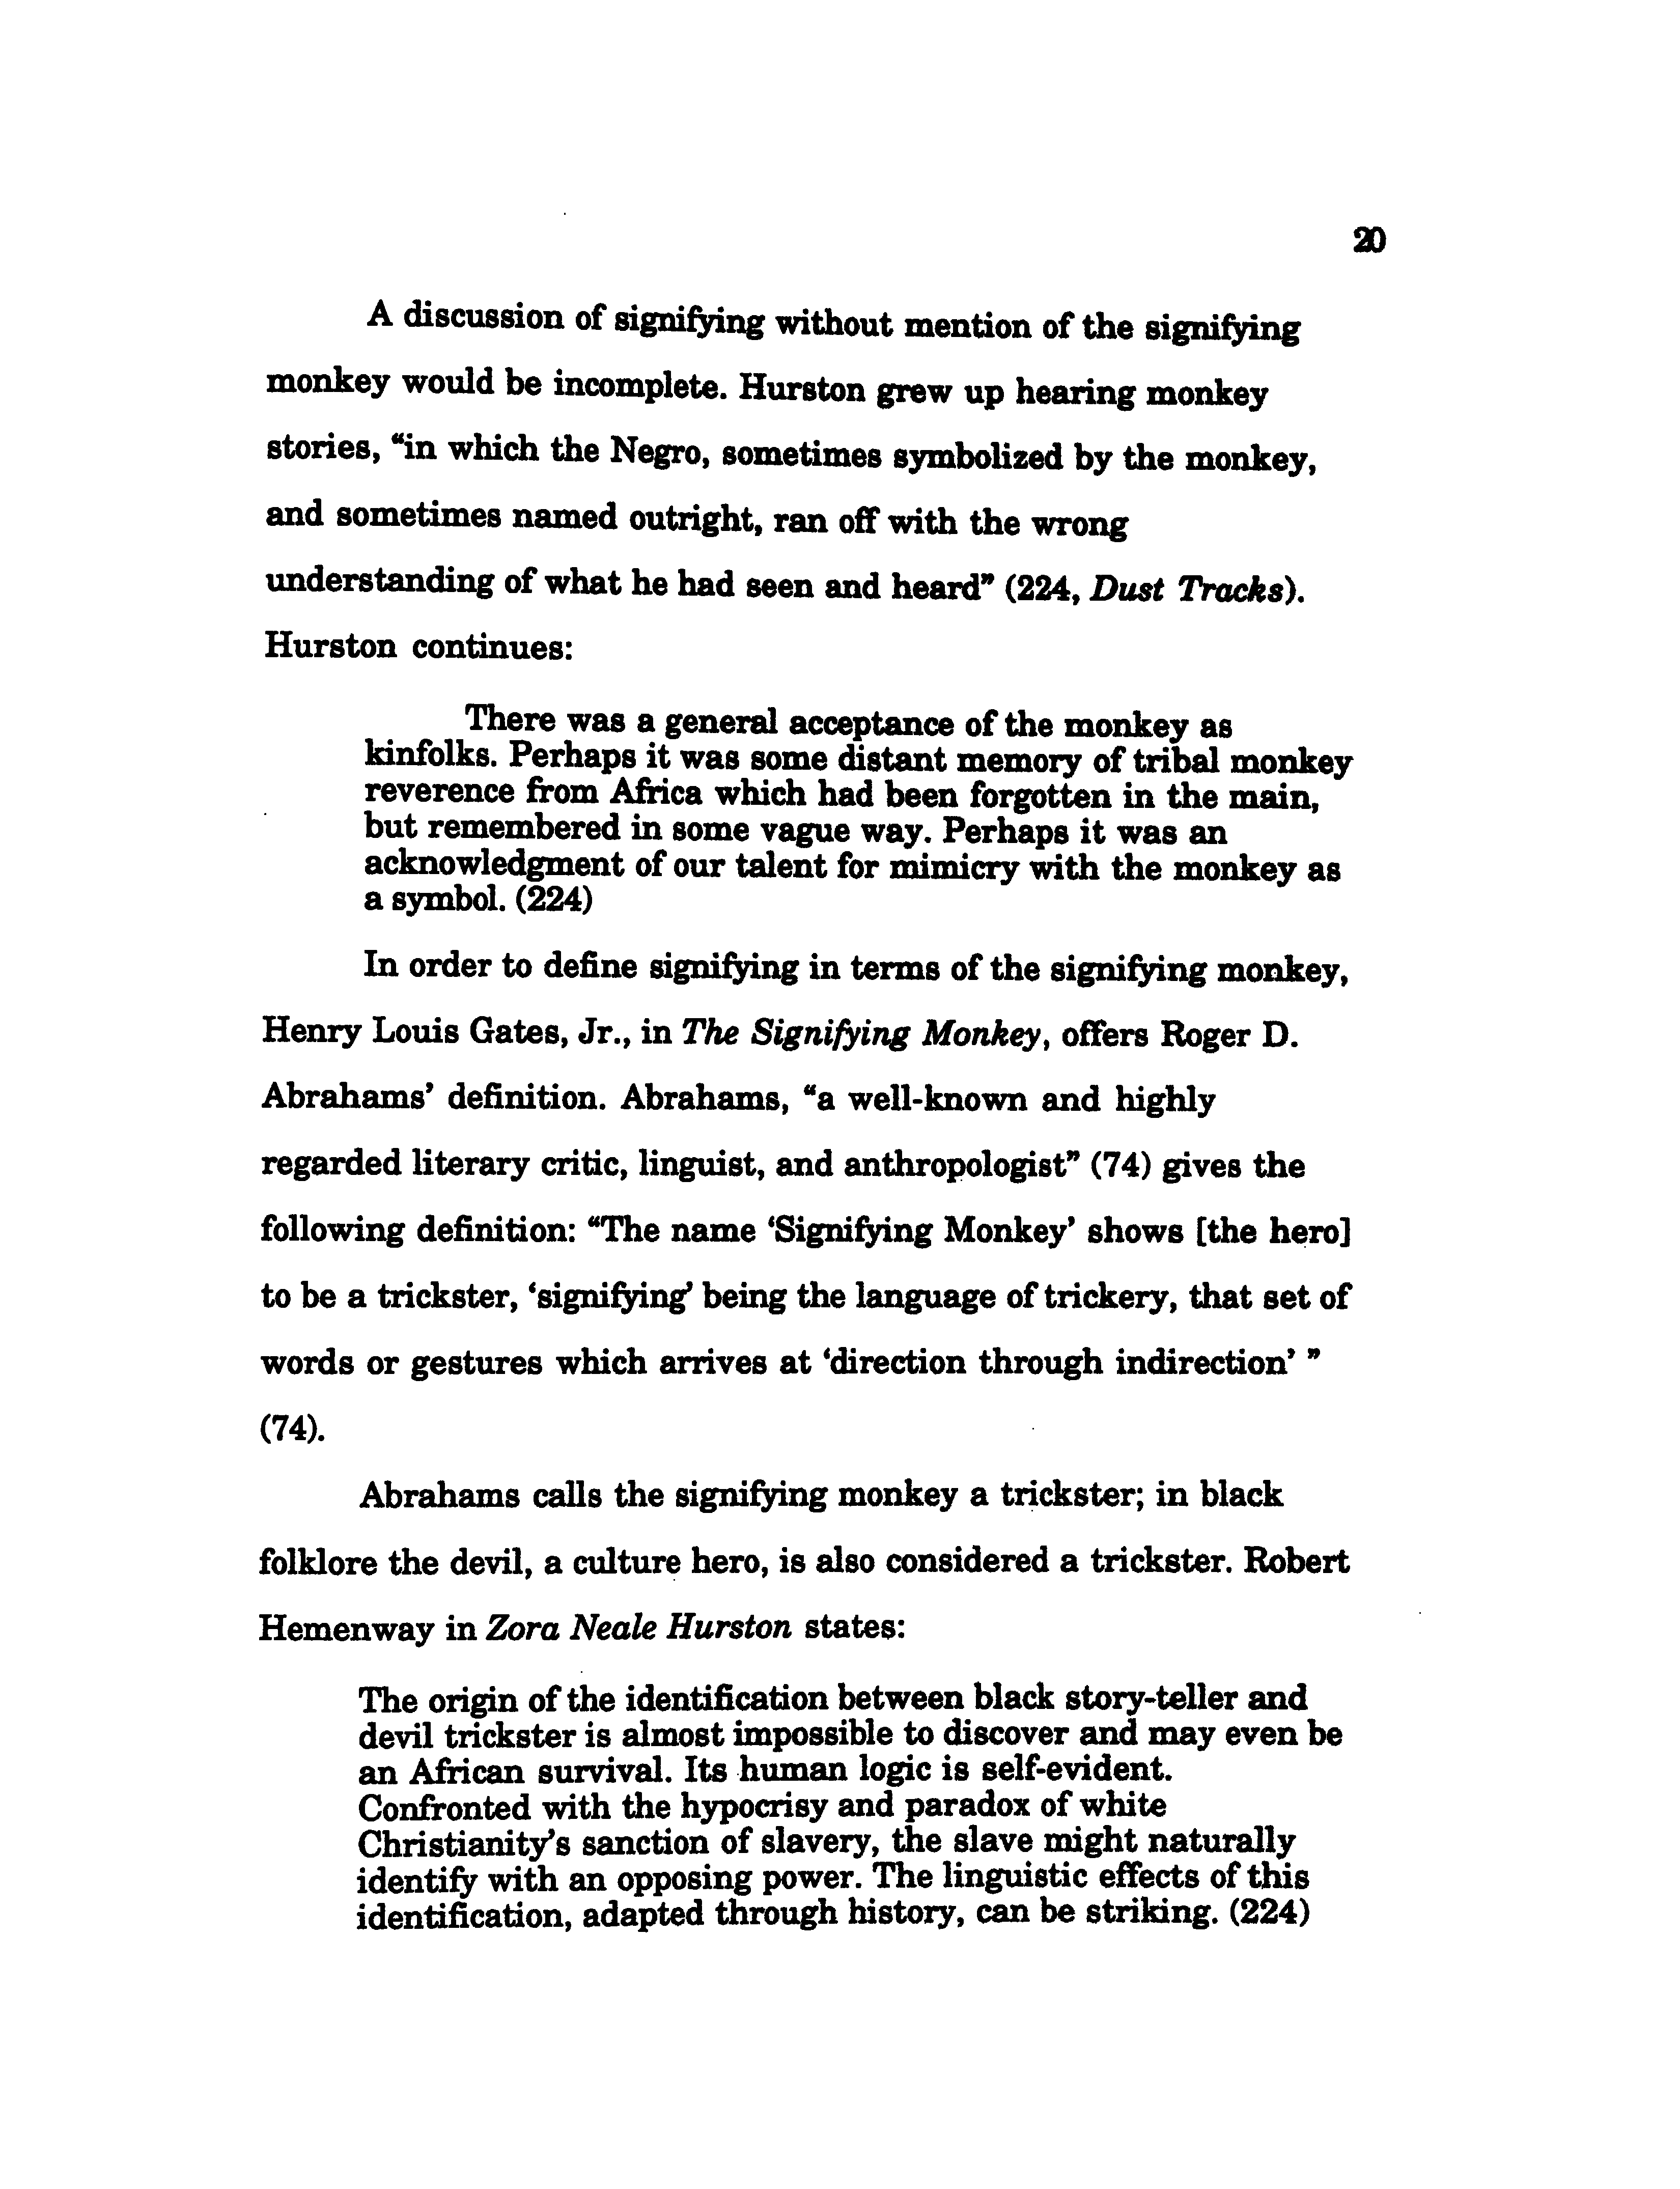 20
A discussion of signifying without mention of the signifying
monkey would be incomplete. Hurston grew up hearing monkey
stories, “in which the Negro, sometimes symbolized by the monkey,
and sometimes named outright, ran off with the wrong
understanding of what he had seen and heard” (224, Dust Tracks).
Hurston continues:
There was a general acceptance of the monkey as
kinfolks. Perhaps it was some distant memory of tribal monkey
reverence from Africa which had been forgotten in the main,
but remembered in some vague way. Perhaps it was an
acknowledgment of our talent for mimicry with the monkey as
a symbol. (224)
In order to define signifying in terms of the signifying monkey,
Henry Louis Gates, Jr., in The Signifying Monkey, offers Roger D.
Abrahams’ definition. Abrahams, “a well-known and highly
regarded literary critic, linguist, and anthropologist” (74) gives the
following definition: “The name ‘Signifying Monkey’ shows [the hero]
to be a trickster, ‘signifying’ being the language of trickery, that set of
words or gestures which arrives at ‘direction through indirection’ ”
(74).
Abrahams calls the signifying monkey a trickster; in black
folklore the devil, a culture hero, is also considered a trickster. Robert
Hemenway in Zora Neale Hurston states:
The origin of the identification between black story-teller and
devil trickster is almost impossible to discover and may even be
an African survival. Its human logic is self-evident.
Confronted with the hypocrisy and paradox of white
Christianity’s sanction of slavery, the slave might naturally
identify with an opposing power. The linguistic effects of this
identification, adapted through history, can be striking. (224)